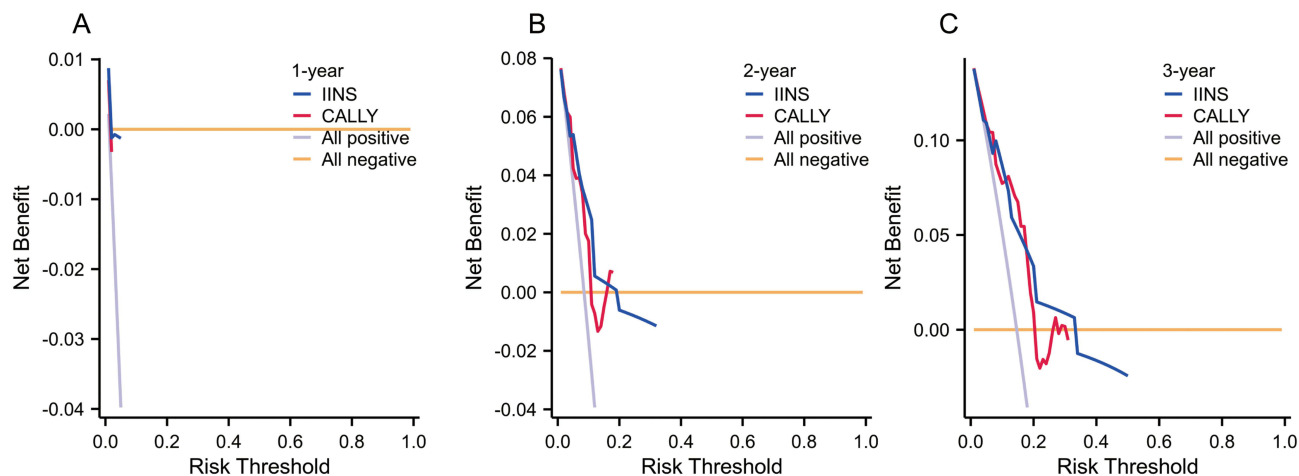 A
1-year
IINS
CALLY
All positive
All negative
Net Benefit
0.01
0.00
-0.01
-0.02
-0.03
-0.04
0.0 0.2 0.4 0.6 0.8 1.0
Risk Threshold
B
2-year
IINS
CALLY
All positive
All negative
Net Benefit
0.08
0.06
0.04
0.02
0.00
-0.02
-0.04
0.0 0.2 0.4 0.6 0.8 1.0
Risk Threshold
C
3-year
IINS
CALLY
All positive
All negative
Net Benefit
0.10
0.05
0.00
0.0 0.2 0.4 0.6 0.8 1.0
Risk Threshold